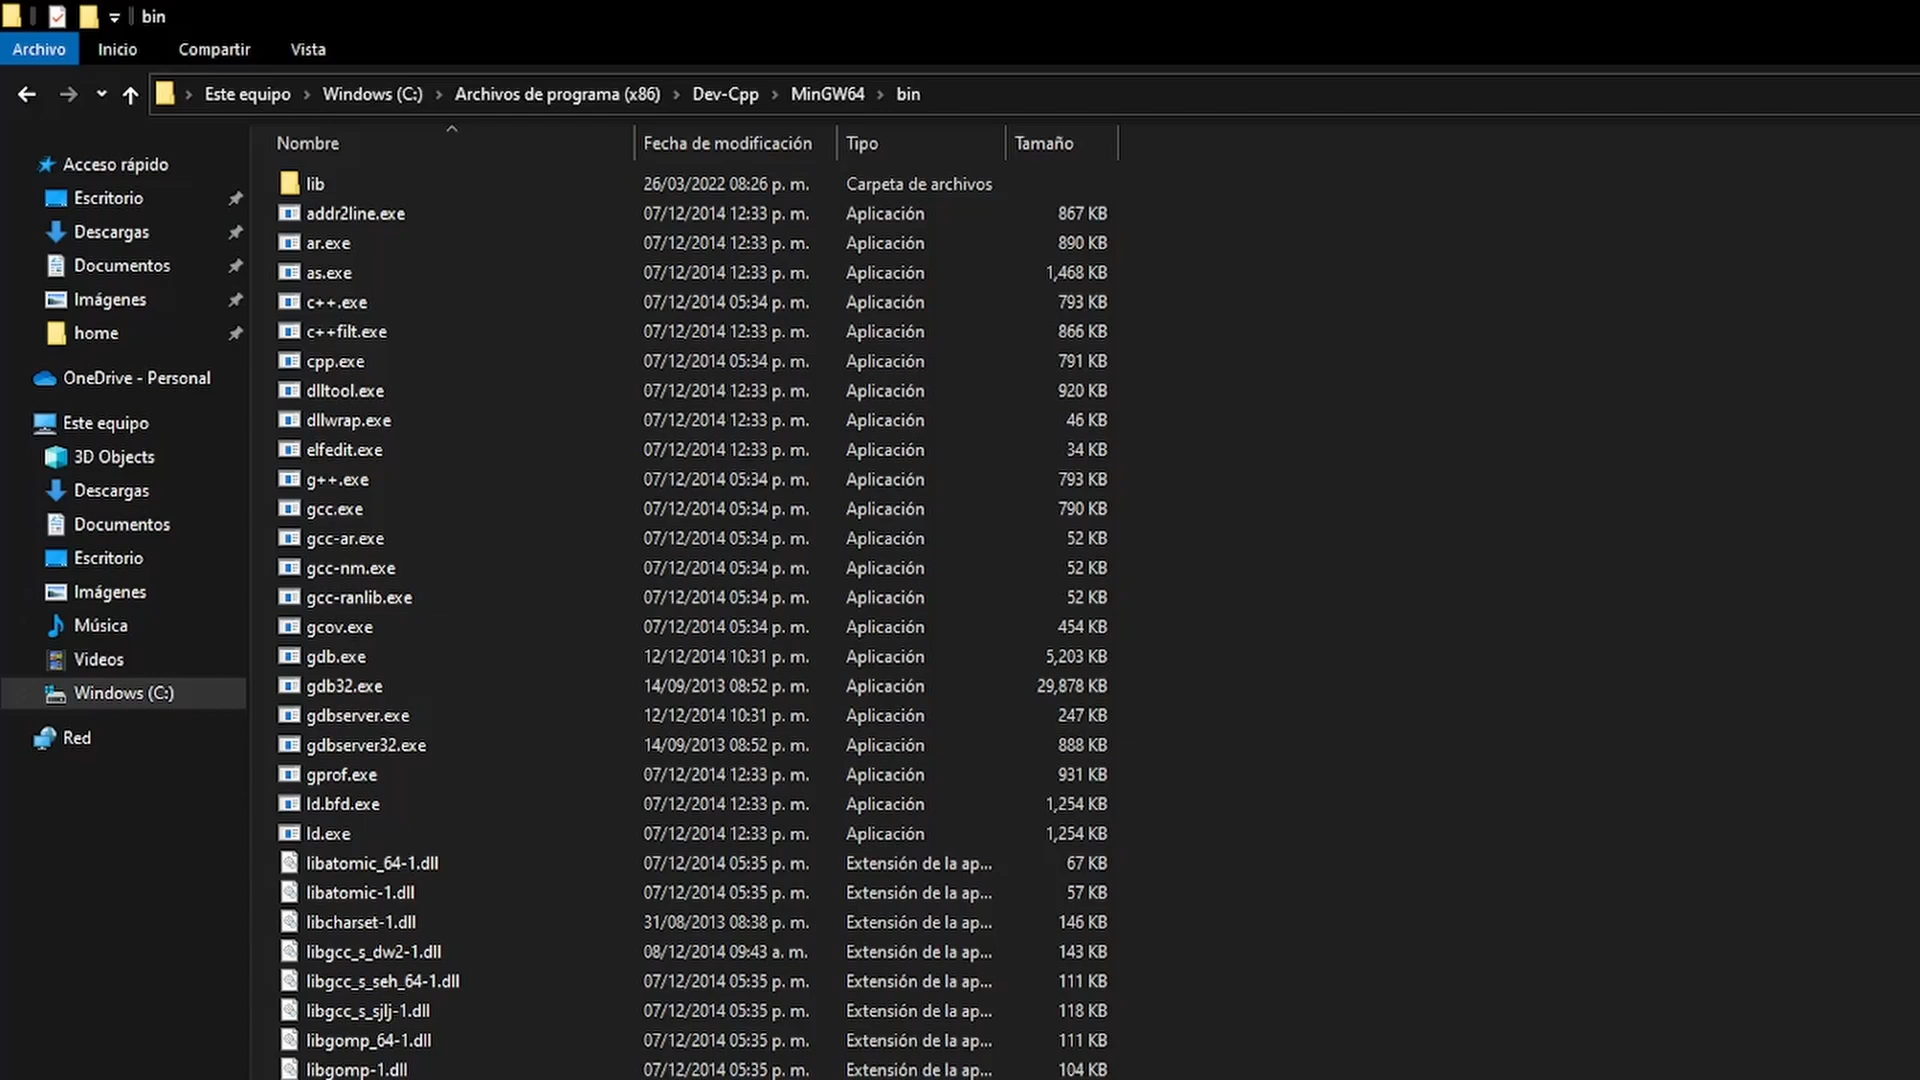 bin
Archivo Inicio Compartir Vista
Este equipo Windows (C:) Archivos de programa (x86) Dev-Cpp MinGW64 bin
Acceso rápido
Escritorio
Descargas
Documentos
Imágenes
home
OneDrive - Personal
Este equipo
3D Objects
Descargas
Documentos
Escritorio
Imágenes
Música
Videos
Windows (C:)
Red
Nombre Fecha de modificación Tipo Tamaño
lib 26/03/2022 08:26 p. m. Carpeta de archivos
addr2line.exe 07/12/2014 12:33 p. m. Aplicación 867 KB
ar.exe 07/12/2014 12:33 p. m. Aplicación 890 KB
as.exe 07/12/2014 12:33 p. m. Aplicación 1,468 KB
c++.exe 07/12/2014 05:34 p. m. Aplicación 793 KB
c++filt.exe 07/12/2014 12:33 p. m. Aplicación 866 KB
cpp.exe 07/12/2014 05:34 p. m. Aplicación 791 KB
dlltool.exe 07/12/2014 12:33 p. m. Aplicación 920 KB
dllwrap.exe 07/12/2014 12:33 p. m. Aplicación 46 KB
elfedit.exe 07/12/2014 12:33 p. m. Aplicación 34 KB
g++.exe 07/12/2014 05:34 p. m. Aplicación 793 KB
gcc.exe 07/12/2014 05:34 p. m. Aplicación 790 KB
gcc-ar.exe 07/12/2014 05:34 p. m. Aplicación 52 KB
gcc-nm.exe 07/12/2014 05:34 p. m. Aplicación 52 KB
gcc-ranlib.exe 07/12/2014 05:34 p. m. Aplicación 52 KB
gcov.exe 07/12/2014 05:34 p. m. Aplicación 454 KB
gdb.exe 12/12/2014 10:31 p. m. Aplicación 5,203 KB
gdb32.exe 14/09/2013 08:52 p. m. Aplicación 29,878 KB
gdbserver.exe 12/12/2014 10:31 p. m. Aplicación 247 KB
gdbserver32.exe 14/09/2013 08:52 p. m. Aplicación 888 KB
gprof.exe 07/12/2014 12:33 p. m. Aplicación 931 KB
ld.bfd.exe 07/12/2014 12:33 p. m. Aplicación 1,254 KB
ld.exe 07/12/2014 12:33 p. m. Aplicación 1,254 KB
libatomic_64-1.dll 07/12/2014 05:35 p. m. Extensión de la ap... 67 KB
libatomic-1.dll 07/12/2014 05:35 p. m. Extensión de la ap... 57 KB
libcharset-1.dll 31/08/2013 08:38 p. m. Extensión de la ap... 146 KB
libgcc_s_dw2-1.dll 08/12/2014 09:43 a. m. Extensión de la ap... 143 KB
libgcc_s_seh_64-1.dll 07/12/2014 05:35 p. m. Extensión de la ap... 111 KB
libgcc_s_sjlj-1.dll 07/12/2014 05:35 p. m. Extensión de la ap... 118 KB
libgomp_64-1.dll 07/12/2014 05:35 p. m. Extensión de la ap... 111 KB
libgomp-1.dll 07/12/2014 05:35 p. m. Extensión de la ap... 104 KB